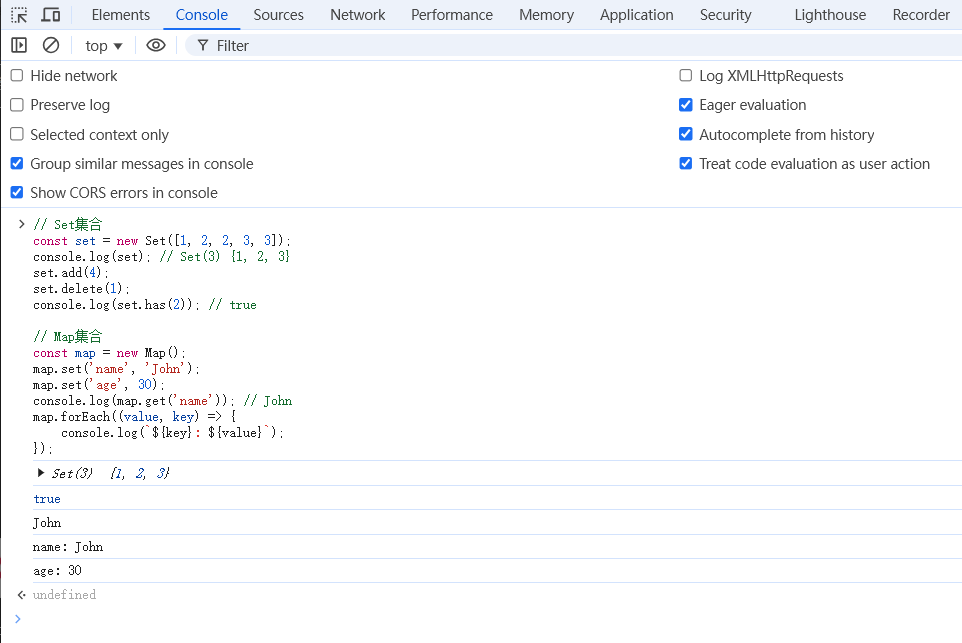 Elements Console Sources Network Performance Memory Application Security Lighthouse Recorder
top Filter
Hide network Log XMLHttpRequests
Preserve log Eager evaluation
Selected context only Autocomplete from history
Group similar messages in console Treat code evaluation as user action
Show CORS errors in console
// Set集合
const set = new Set([1, 2, 2, 3, 3]);
console.log(set); // Set(3) {1, 2, 3}
set.add(4);
set.delete(1);
console.log(set.has(2)); // true
// Map集合
const map = new Map();
map.set('name', 'John');
map.set('age', 30);
console.log(map.get('name')); // John
map.forEach((value, key) => {
    console.log(`${key}: ${value}`);
});
Set(3) {1, 2, 3}
true
John
name: John
age: 30
undefined